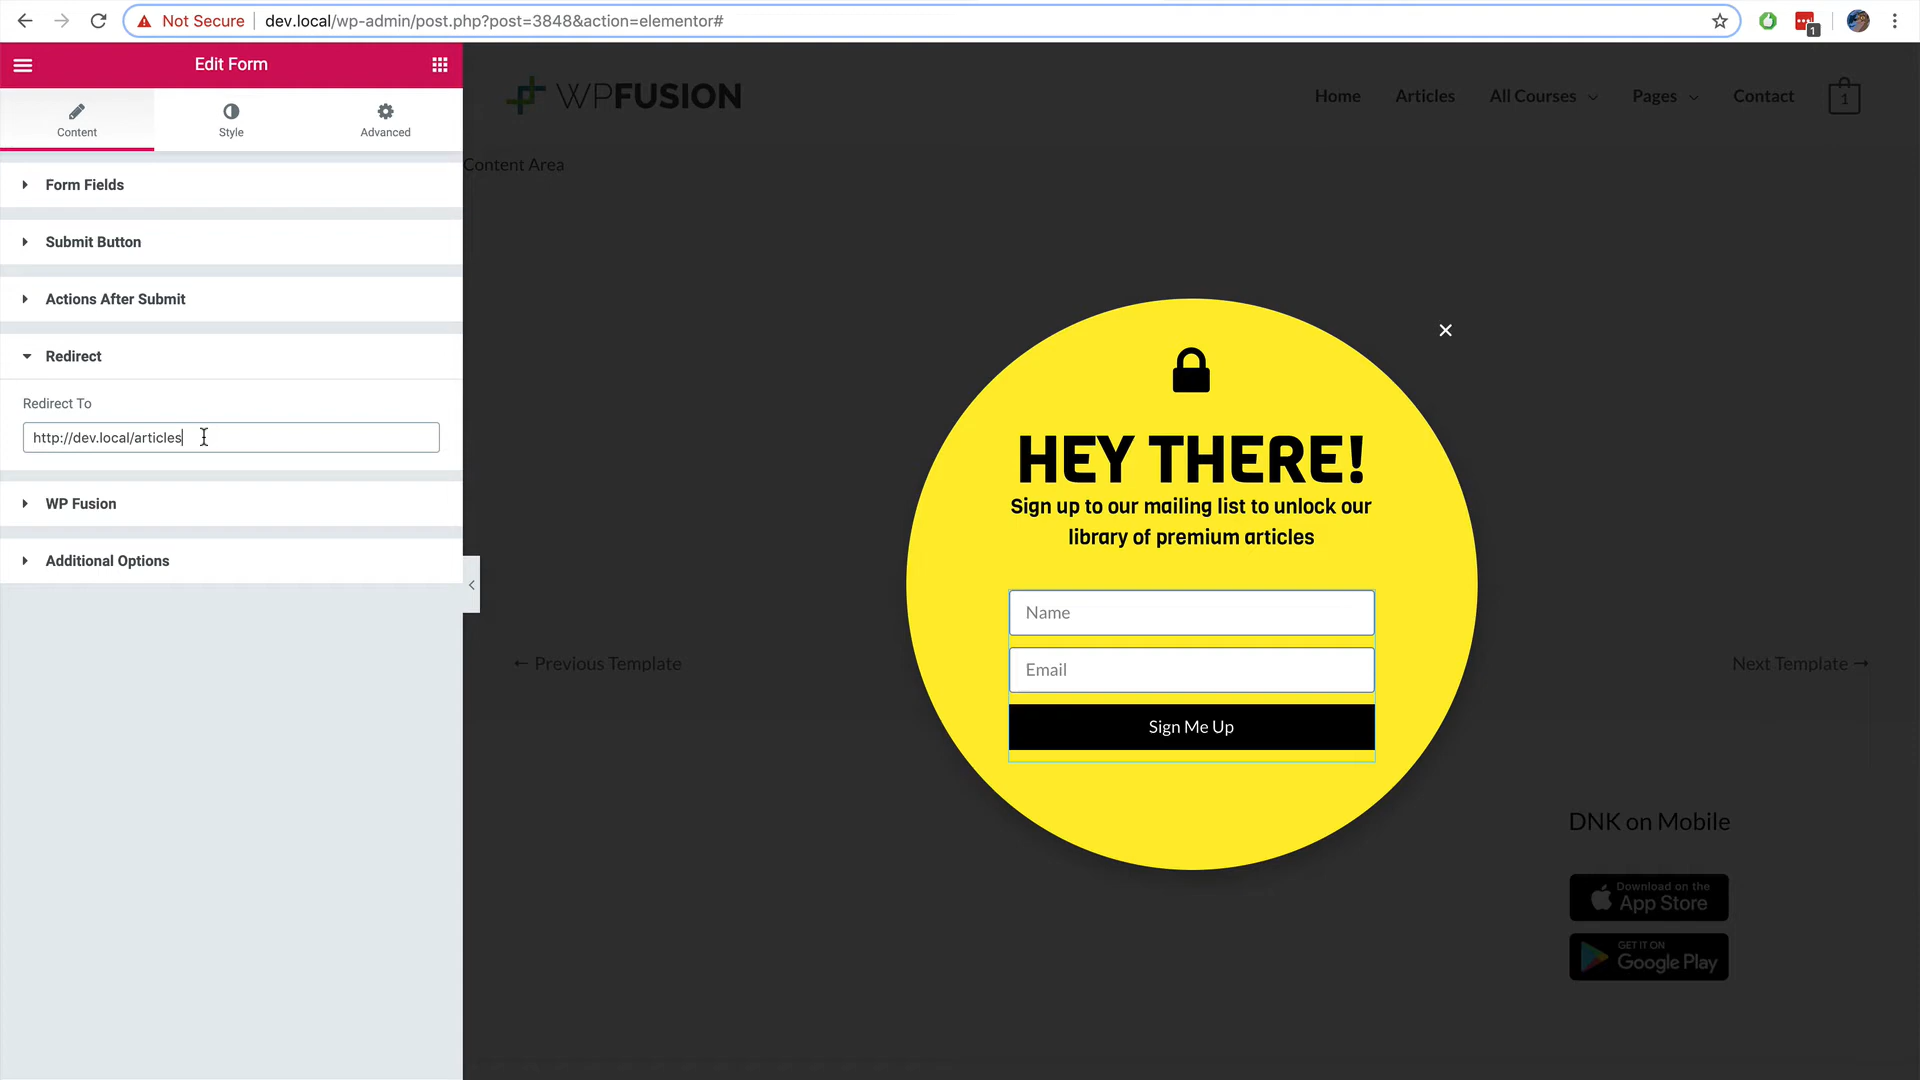 Not Secure
dev.local/wp-admin/post.php?post=3848&action=elementor#
1
Edit Form
Content
Style
Advanced
Form Fields
Submit Button
Actions After Submit
Redirect
Redirect To
http://dev.local/articles
WP Fusion
Additional Options
WPFUSION
Home
Articles
All Courses
Pages
Contact
1
Content Area
HEY THERE!
Sign up to our mailing list to unlock our
library of premium articles
Name
Email
Sign Me Up
← Previous Template
Next Template →
DNK on Mobile
Download on the
App Store
GET IT ON
Google Play